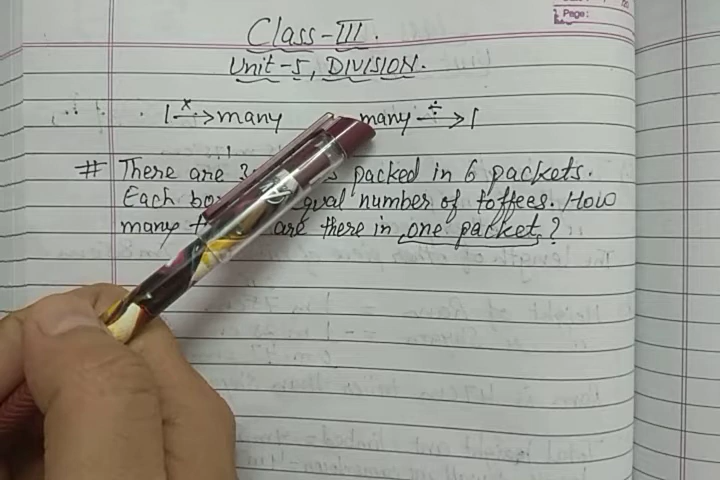 Page:
Class-III.
Unit-5, DIVISION.
1 x→ many many ÷→ 1
# There are packed in 6 packets.
Each number of toffees. How
many are there in one packet?